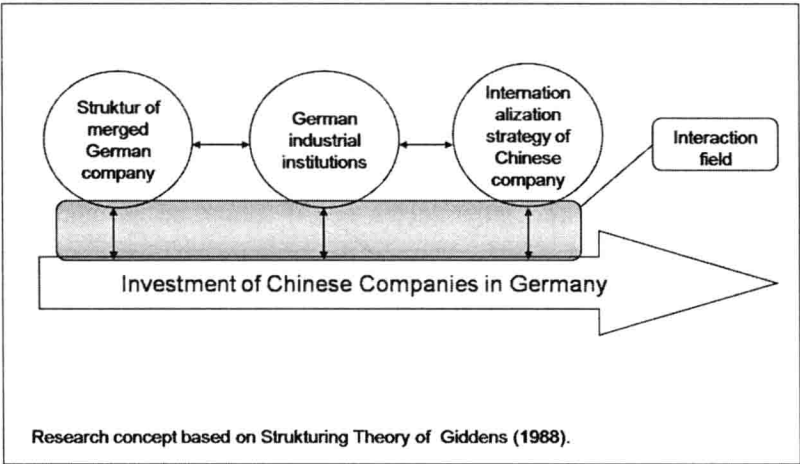 Struktur of
merged
German
company
German
industrial
institutions
Internation
alization
strategy of
Chinese
company
Interaction
field
Investment of Chinese Companies in Germany
Research concept based on Strukturing Theory of Giddens (1988).